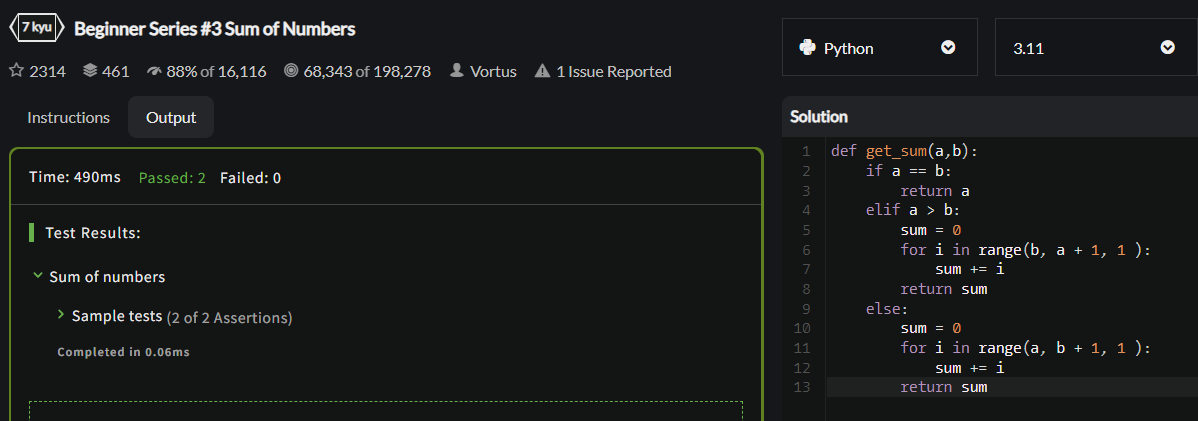 7 kyu Beginner Series #3 Sum of Numbers
2314 461 88% of 16,116 68,343 of 198,278 Vortus 1 Issue Reported
Instructions Output
Time: 490ms Passed: 2 Failed: 0
Test Results:
Sum of numbers
Sample tests (2 of 2 Assertions)
Completed in 0.06ms
Python 3.11
Solution
1 def get_sum(a,b):
2     if a == b:
3         return a
4     elif a > b:
5         sum = 0
6         for i in range(b, a + 1, 1 ):
7             sum += i
8         return sum
9     else:
10         sum = 0
11         for i in range(a, b + 1, 1 ):
12             sum += i
13         return sum